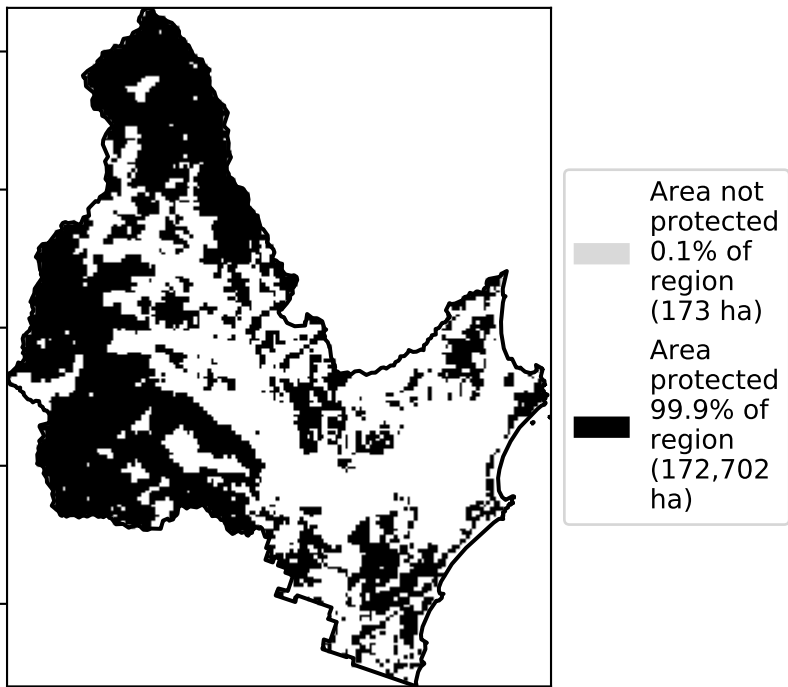 Area not
protected
0.1% of
region
(173 ha)
Area
protected
99.9% of
region
(172,702
ha)